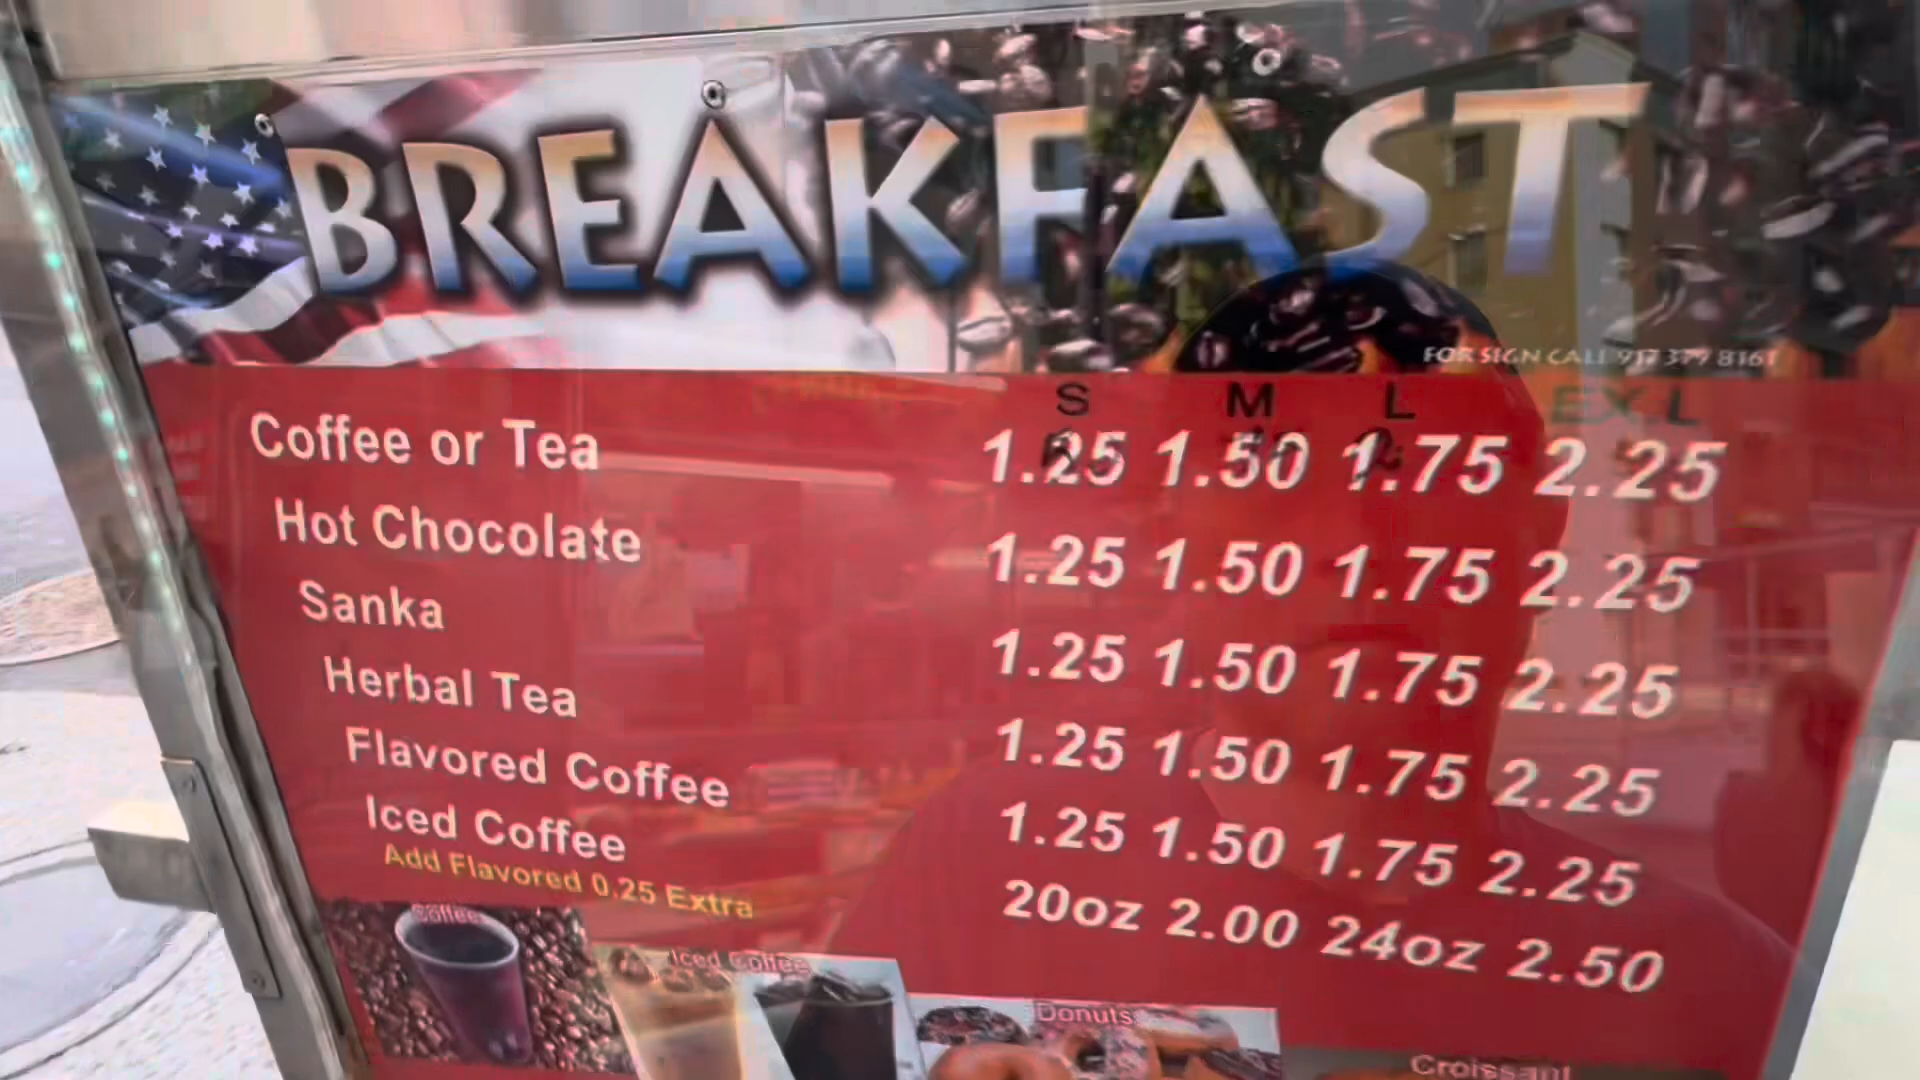 BREAKFAST
FOR SIGN CALL 917 379 8161
S M L EX L
Coffee or Tea 1.25 1.50 1.75 2.25
Hot Chocolate 1.25 1.50 1.75 2.25
Sanka 1.25 1.50 1.75 2.25
Herbal Tea 1.25 1.50 1.75 2.25
Flavored Coffee 1.25 1.50 1.75 2.25
Iced Coffee 20oz 2.00 24oz 2.50
Add Flavored 0.25 Extra
Coffee
Iced Coffee
Donuts
Croissant